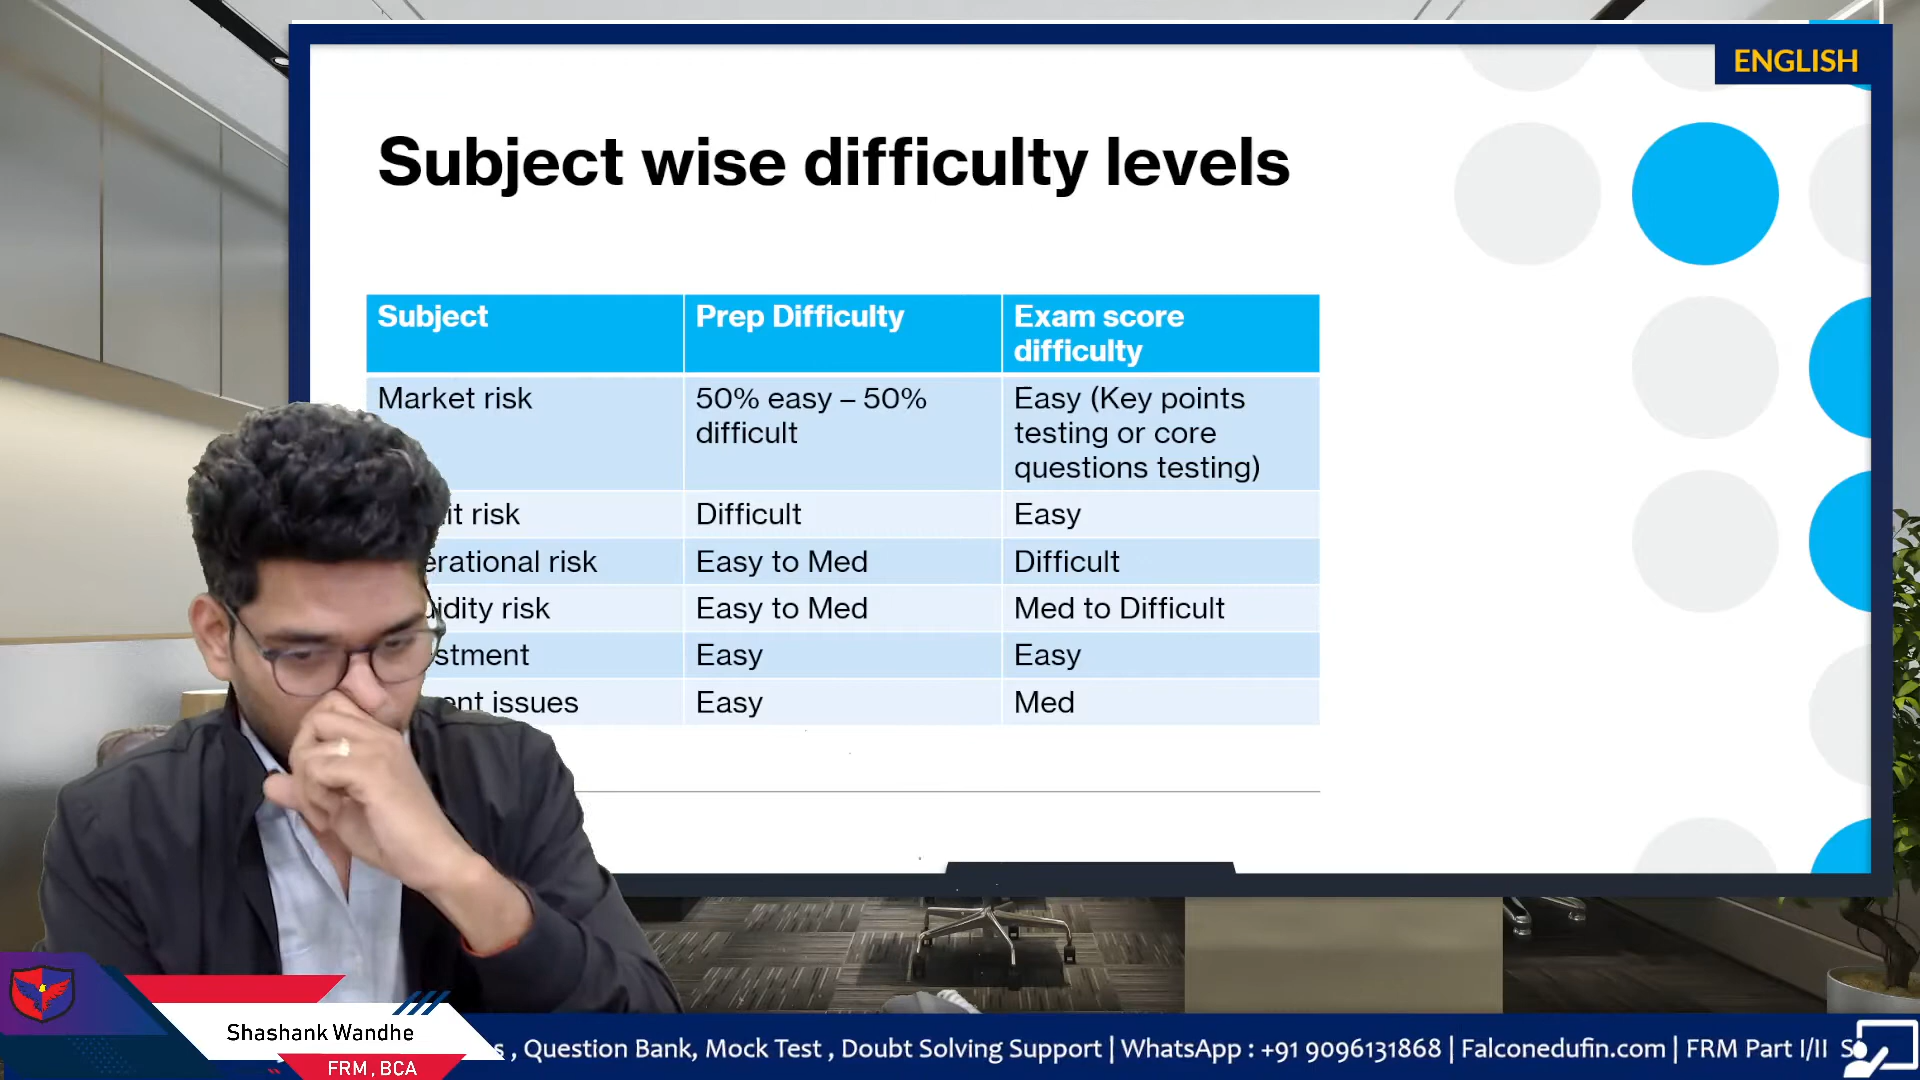 ENGLISH
Subject wise difficulty levels
Subject Prep Difficulty Exam score
difficulty
Market risk 50% easy – 50% Easy (Key points
difficult testing or core
questions testing)
it risk Difficult Easy
erational risk Easy to Med Difficult
idity risk Easy to Med Med to Difficult
stment Easy Easy
ent issues Easy Med
Shashank Wandhe
FRM, BCA
s , Question Bank, Mock Test , Doubt Solving Support | WhatsApp : +91 9096131868 | Falconedufin.com | FRM Part I/II S